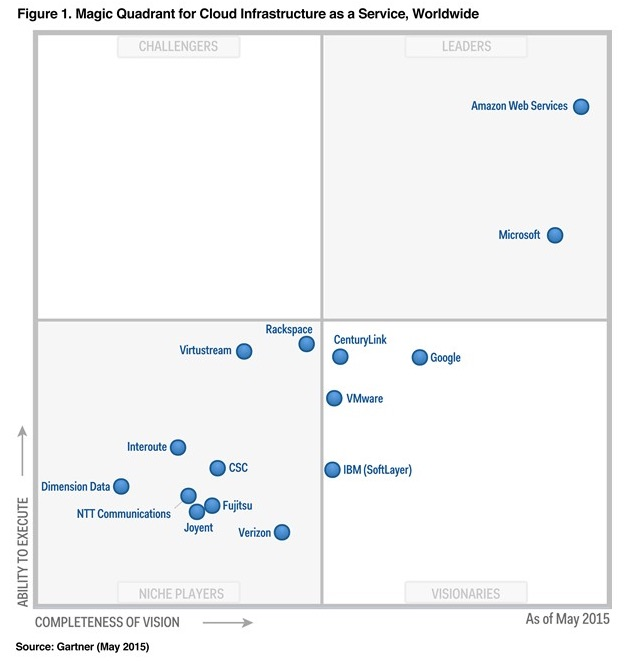 Figure 1. Magic Quadrant for Cloud Infrastructure as a Service, Worldwide
CHALLENGERS
LEADERS
Amazon Web Services
Microsoft
Rackspace
Virtustream
CenturyLink
Google
VMware
Interoute
CSC
IBM (SoftLayer)
Dimension Data
NTT Communications
Fujitsu
Joyent
Verizon
ABILITY TO EXECUTE
NICHE PLAYERS
VISIONARIES
COMPLETENESS OF VISION
As of May 2015
Source: Gartner (May 2015)